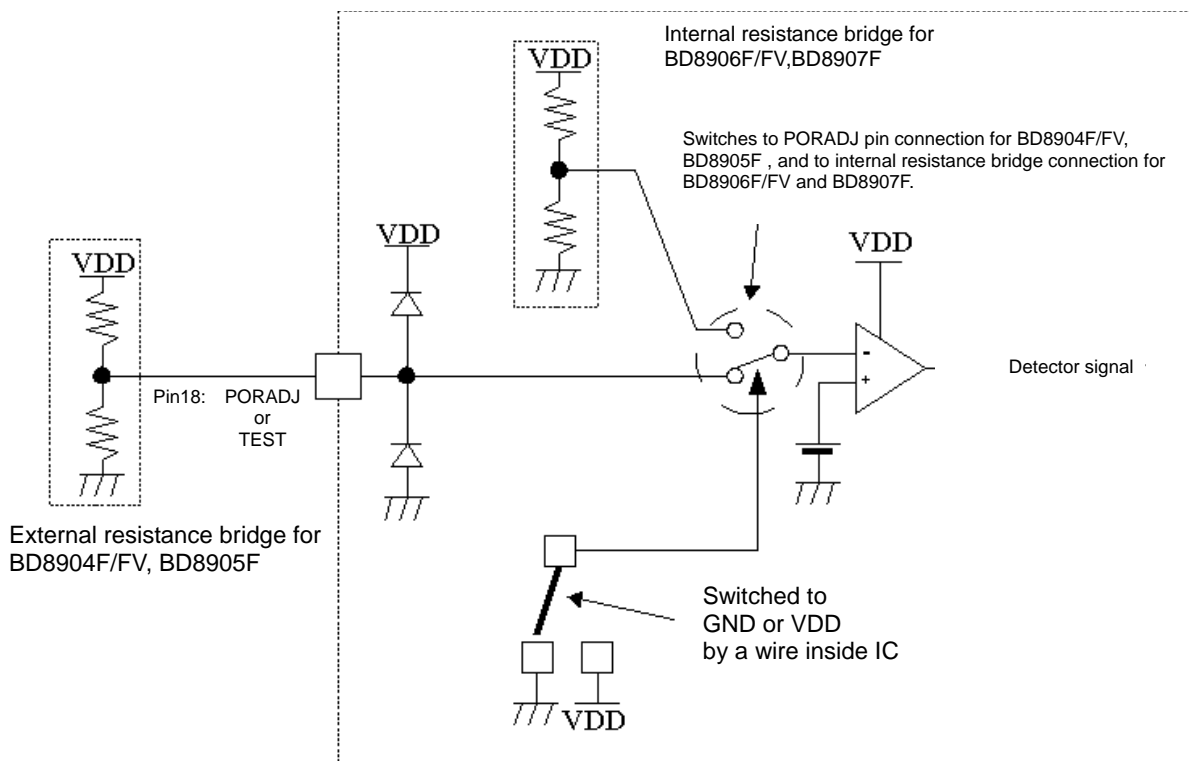 Internal resistance bridge for
BD8906F/FV,BD8907F
VDD
Switches to PORADJ pin connection for BD8904F/FV,
BD8905F , and to internal resistance bridge connection for
BD8906F/FV and BD8907F.
VDD
VDD
VDD
-
+
Detector signal
Pin18: PORADJ
or
TEST
External resistance bridge for
BD8904F/FV, BD8905F
Switched to
GND or VDD
by a wire inside IC
VDD